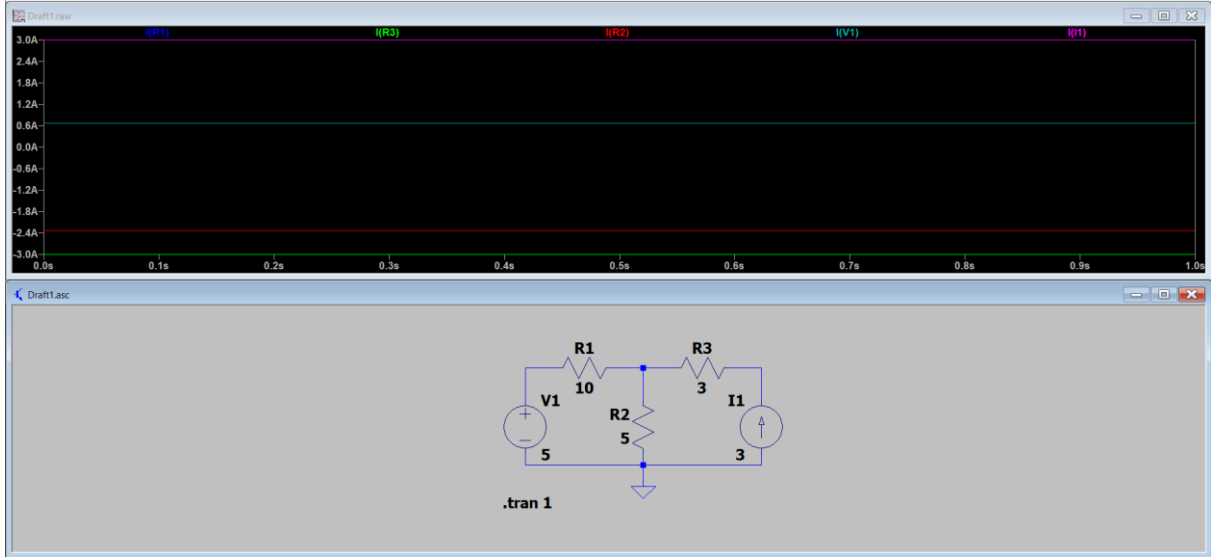 Draft1.raw
I(R1) I(R3) I(R2) I(V1) I(I1)
3.0A
2.4A
1.8A
1.2A
0.6A
0.0A
-0.6A
-1.2A
-1.8A
-2.4A
-3.0A
0.0s 0.1s 0.2s 0.3s 0.4s 0.5s 0.6s 0.7s 0.8s 0.9s 1.0s
Draft1.asc
R1 R3
10 3
V1 R2 I1
5 5 3
.tran 1